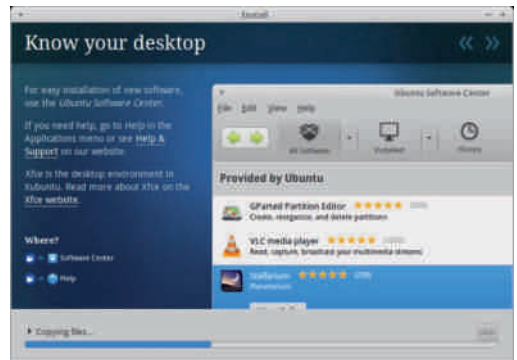 Install
Know your desktop
For easy installation of new software,
use the Ubuntu Software Center.
If you need help, go to Help in the
Applications menu or see Help &
Support on our website.
Xfce is the desktop environment in
Xubuntu. Read more about Xfce on the
Xfce website.
Where?
Software Center
Help
Ubuntu Software Center
File Edit View Help
All Software Installed History
Provided by Ubuntu
GParted Partition Editor
Create, reorganize, and delete partitions
VLC media player
Read, capture, broadcast your multimedia streams
Stellarium
Planetarium
Copying files...